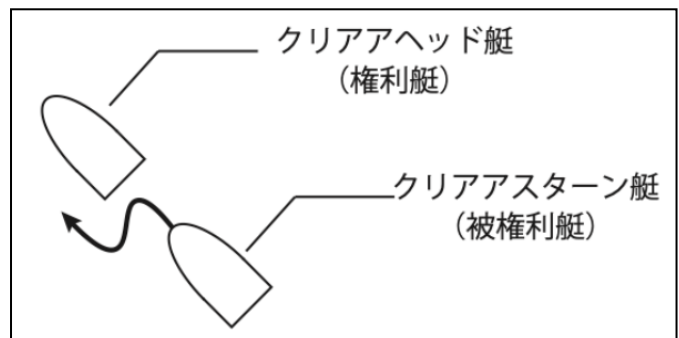 クリアアヘッド艇
（権利艇）
クリアアスターン艇
（被権利艇）